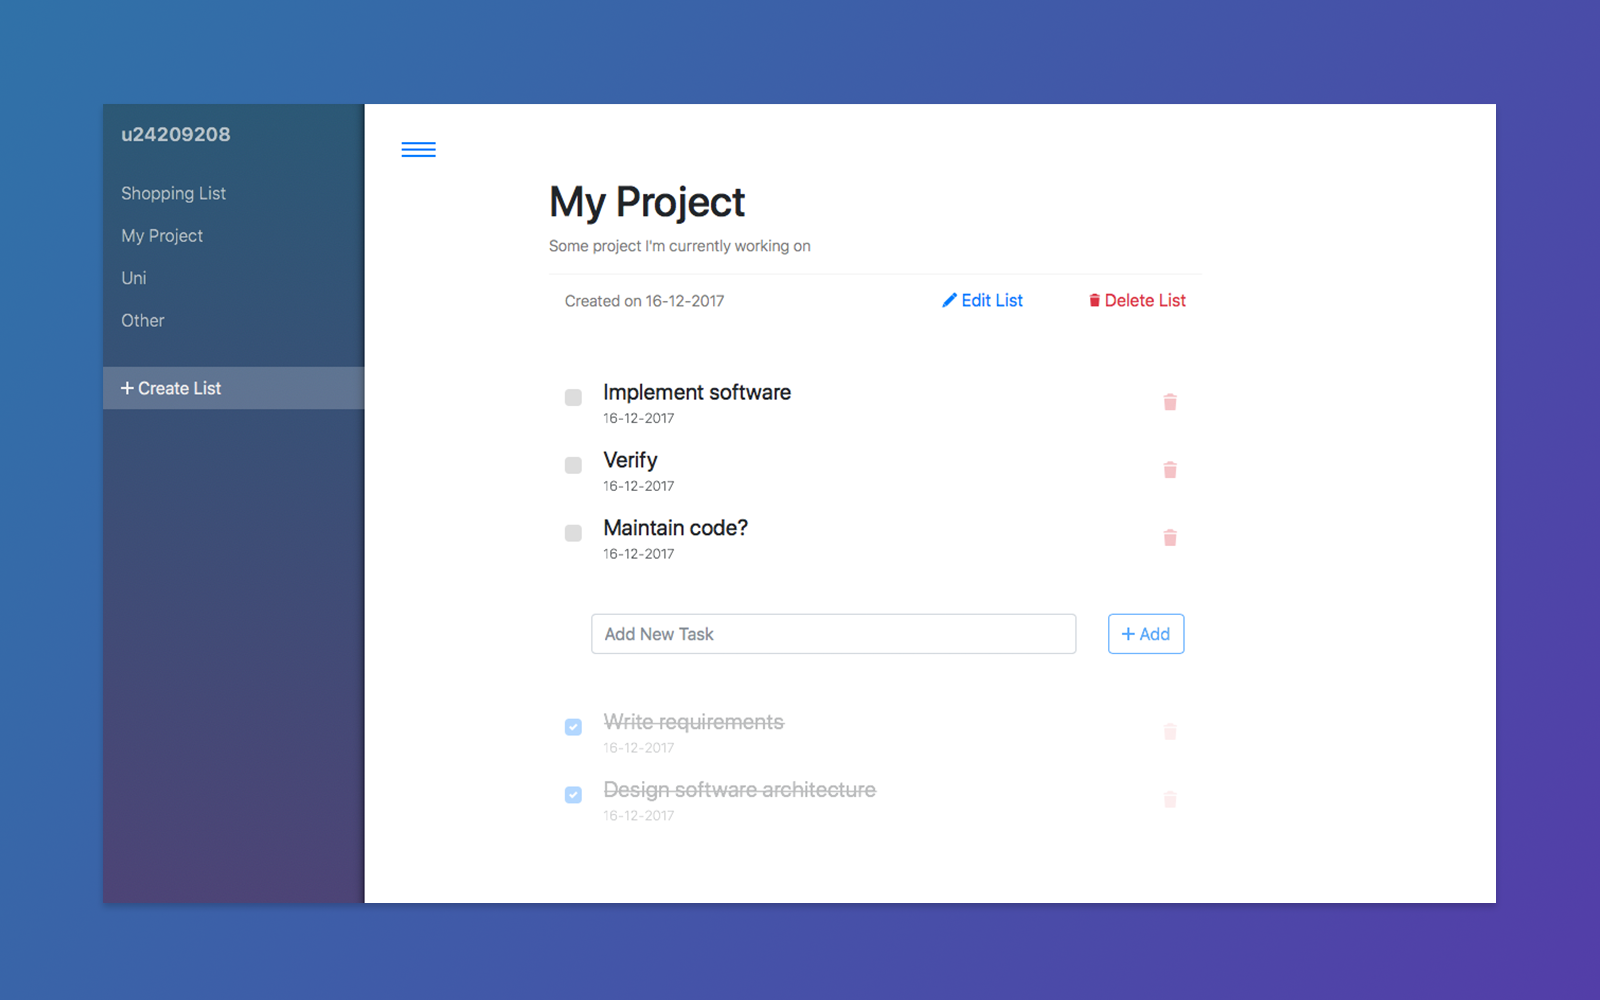 u24209208
Shopping List
My Project
Uni
Other
Create List
My Project
Some project I'm currently working on
Created on 16-12-2017
Edit List
Delete List
Implement software
16-12-2017
Verify
16-12-2017
Maintain code?
16-12-2017
Add New Task
+ Add
Write requirements
16-12-2017
Design software architecture
16-12-2017